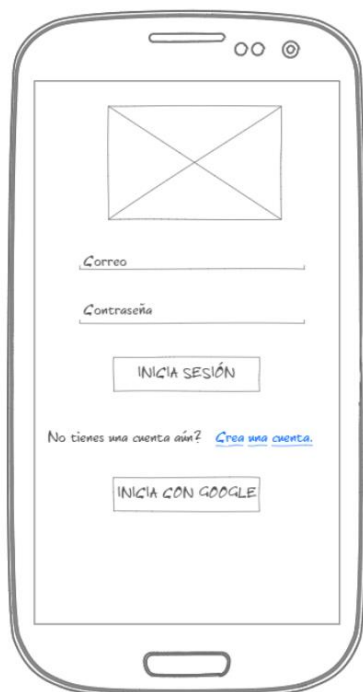 Correo
Contraseña
INICIA SESIÓN
No tienes una cuenta aún? Crea una cuenta.
INICIA CON GOOGLE